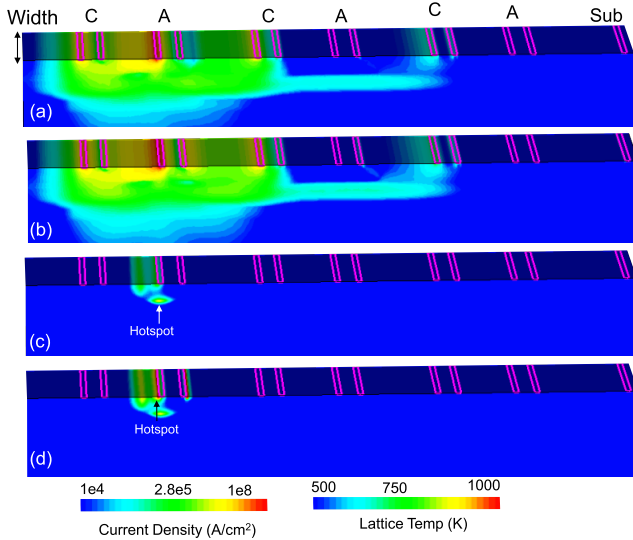 Width C A C A C A Sub
(a)
(b)
Hotspot
(c)
Hotspot
(d)
1e4 2.8e5 1e8 500 750 1000
Current Density (A/cm²) Lattice Temp (K)